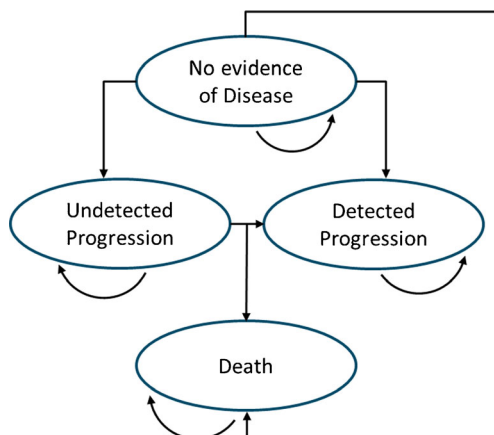 No evidence
of Disease
Undetected
Progression
Detected
Progression
Death